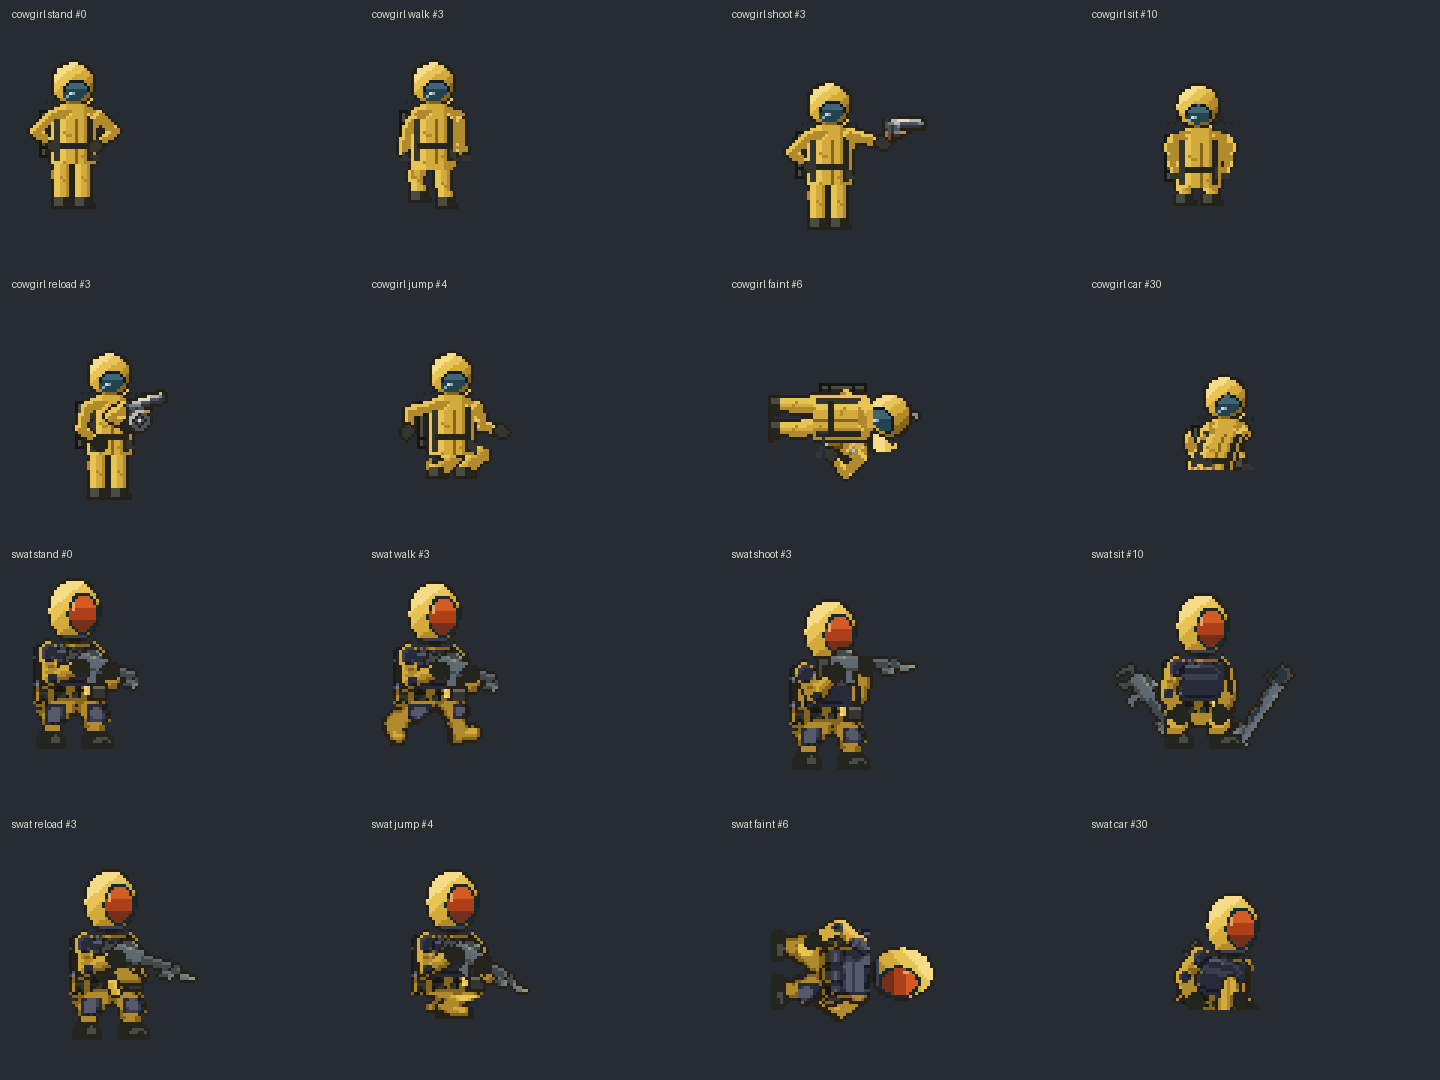 cowgirl stand #0
cowgirl walk #3
cowgirl shoot #3
cowgirl sit #10
cowgirl reload #3
cowgirl jump #4
cowgirl faint #6
cowgirl car #30
swat stand #0
swat walk #3
swat shoot #3
swat sit #10
swat reload #3
swat jump #4
swat faint #6
swat car #30